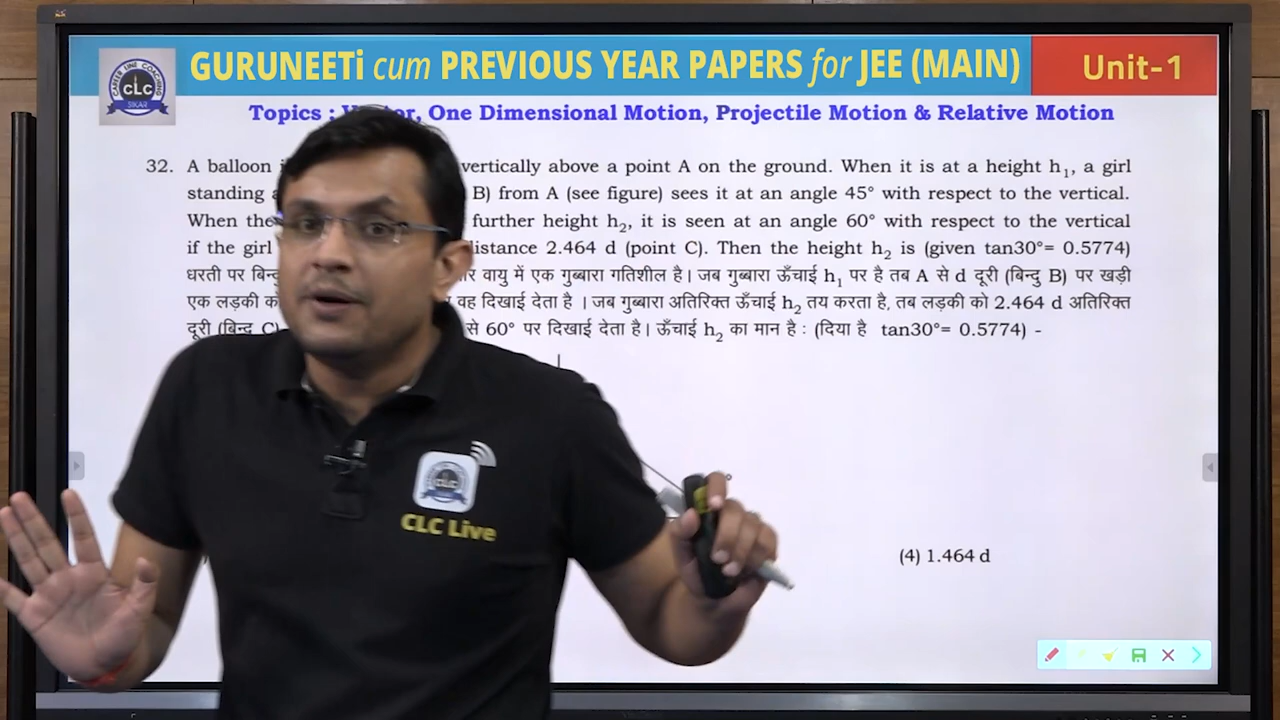 GURUNEETi cum PREVIOUS YEAR PAPERS for JEE (MAIN) Unit-1
CAREER LINE COACHING CLC SIKAR
Topics : One Dimensional Motion, Projectile Motion & Relative Motion
32. A balloon vertically above a point A on the ground. When it is at a height h₁, a girl
standing B) from A (see figure) sees it at an angle 45° with respect to the vertical.
When the further height h₂, it is seen at an angle 60° with respect to the vertical
if the girl distance 2.464 d (point C). Then the height h₂ is (given tan30°= 0.5774)
धरती पर वायु में एक गुब्बारा गतिशील है। जब गुब्बारा ऊँचाई h₁ पर है तब A से d दूरी (बिन्दु B) पर खड़ी
एक लड़की वह दिखाई देता है । जब गुब्बारा अतिरिक्त ऊँचाई h₂ तय करता है, तब लड़की को 2.464 d अतिरिक्त
दूरी (बिन्दु C) से 60° पर दिखाई देता है। ऊँचाई h₂ का मान है : (दिया है tan30°= 0.5774) -
(4) 1.464 d
CLC
CLC Live